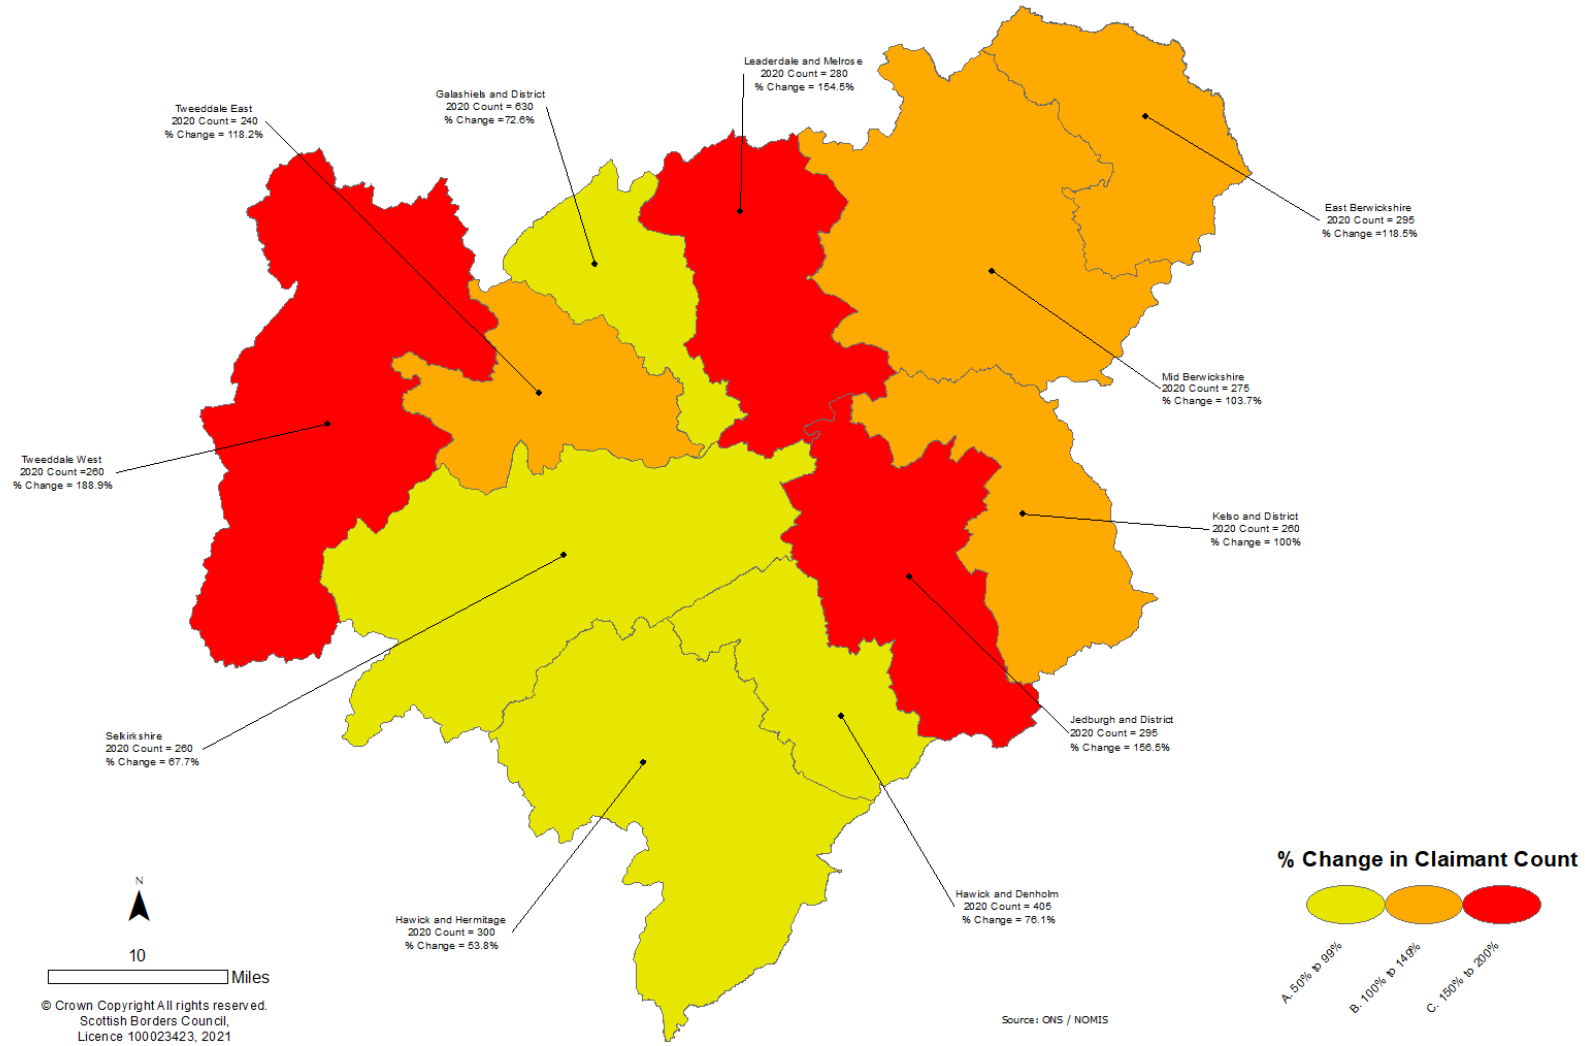 Leaderdale and Melrose
2020 Count = 280
% Change = 154.5%
Galashiels and District
2020 Count = 630
% Change =72.6%
Tweeddale East
2020 Count = 240
% Change = 118.2%
East Berwickshire
2020 Count = 295
% Change =118.5%
Mid Berwickshire
2020 Count = 275
% Change = 103.7%
Tweeddale West
2020 Count =260
% Change = 188.9%
Kelso and District
2020 Count = 260
% Change = 100%
Selkirkshire
2020 Count = 260
% Change = 67.7%
Jedburgh and District
2020 Count = 295
% Change = 156.5%
Hawick and Denholm
2020 Count = 405
% Change = 76.1%
Hawick and Hermitage
2020 Count = 300
% Change = 53.8%
% Change in Claimant Count
A. 50% to 99%
B. 100% to 149%
C. 150% to 200%
N
10
Miles
© Crown Copyright All rights reserved.
Scottish Borders Council,
Licence 100023423, 2021
Source: ONS / NOMIS